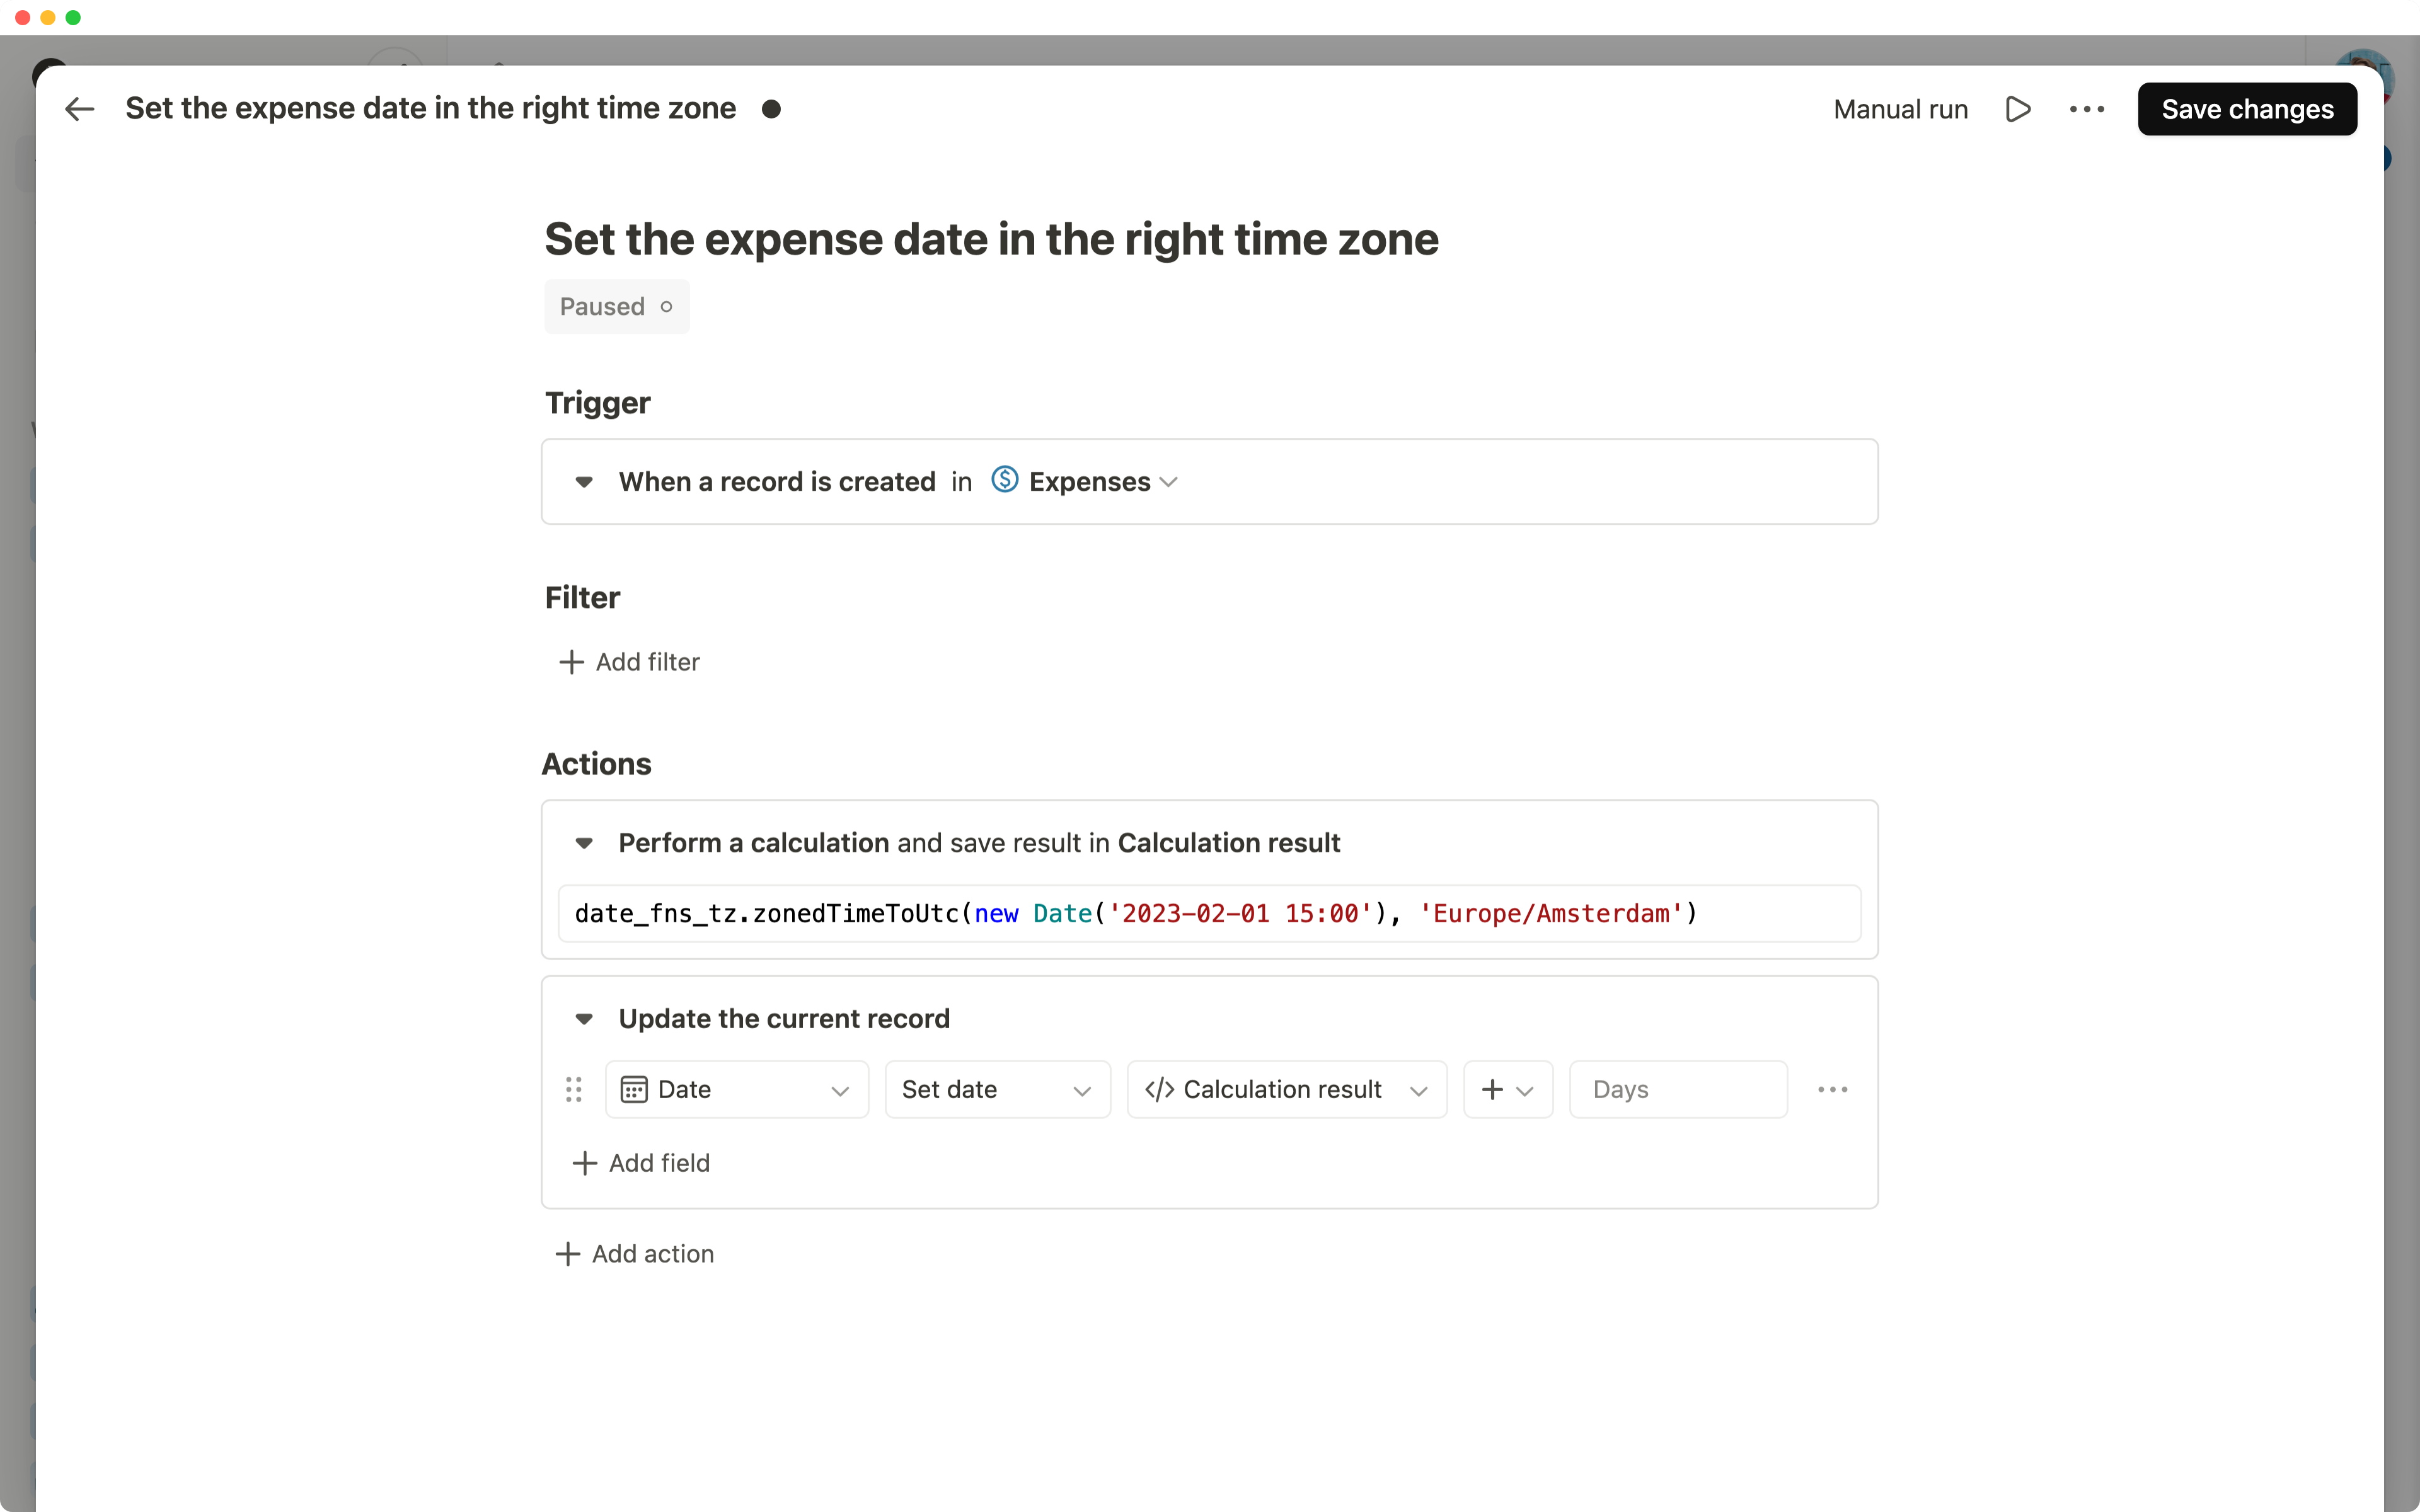 Set the expense date in the right time zone
Manual run
Save changes
Set the expense date in the right time zone
Paused
Trigger
When a record is created in Expenses
Filter
Add filter
Actions
Perform a calculation and save result in Calculation result
date_fns_tz.zonedTimeToUtc(new Date('2023-02-01 15:00'), 'Europe/Amsterdam')
Update the current record
Date Set date </> Calculation result + Days
Add field
Add action